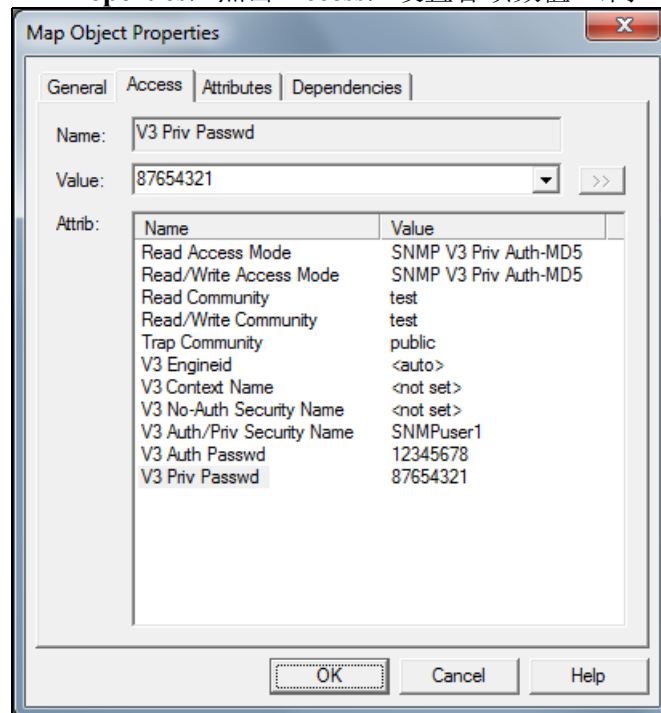 Map Object Properties
General Access Attributes Dependencies
Name: V3 Priv Passwd
Value: 87654321 >>
Attrib: Name Value
Read Access Mode SNMP V3 Priv Auth-MD5
Read/Write Access Mode SNMP V3 Priv Auth-MD5
Read Community test
Read/Write Community test
Trap Community public
V3 Engineid <auto>
V3 Context Name <not set>
V3 No-Auth Security Name <not set>
V3 Auth/Priv Security Name SNMPuser1
V3 Auth Passwd 12345678
V3 Priv Passwd 87654321
OK Cancel Help